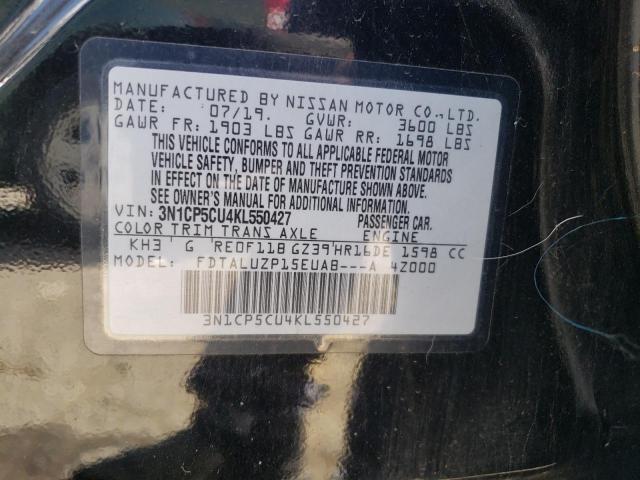 MANUFACTURED BY NISSAN MOTOR CO.,LTD.
DATE: 07/19. GVWR: 3600 LBS
GAWR FR: 1903 LBS GAWR RR: 1698 LBS
THIS VEHICLE CONFORMS TO ALL APPLICABLE FEDERAL MOTOR
VEHICLE SAFETY, BUMPER AND THEFT PREVENTION STANDARDS
IN EFFECT ON THE DATE OF MANUFACTURE SHOWN ABOVE.
SEE OWNER'S MANUAL FOR ADDITIONAL INFORMATION.
VIN: 3N1CP5CU4KL550427 PASSENGER CAR.
COLOR TRIM TRANS AXLE ENGINE
KH3 ' G 'RE0F11B GZ39'HR16DE 1598 CC
MODEL: FDTALUZP15EUAB---A 4Z000
3N1CP5CU4KL550427